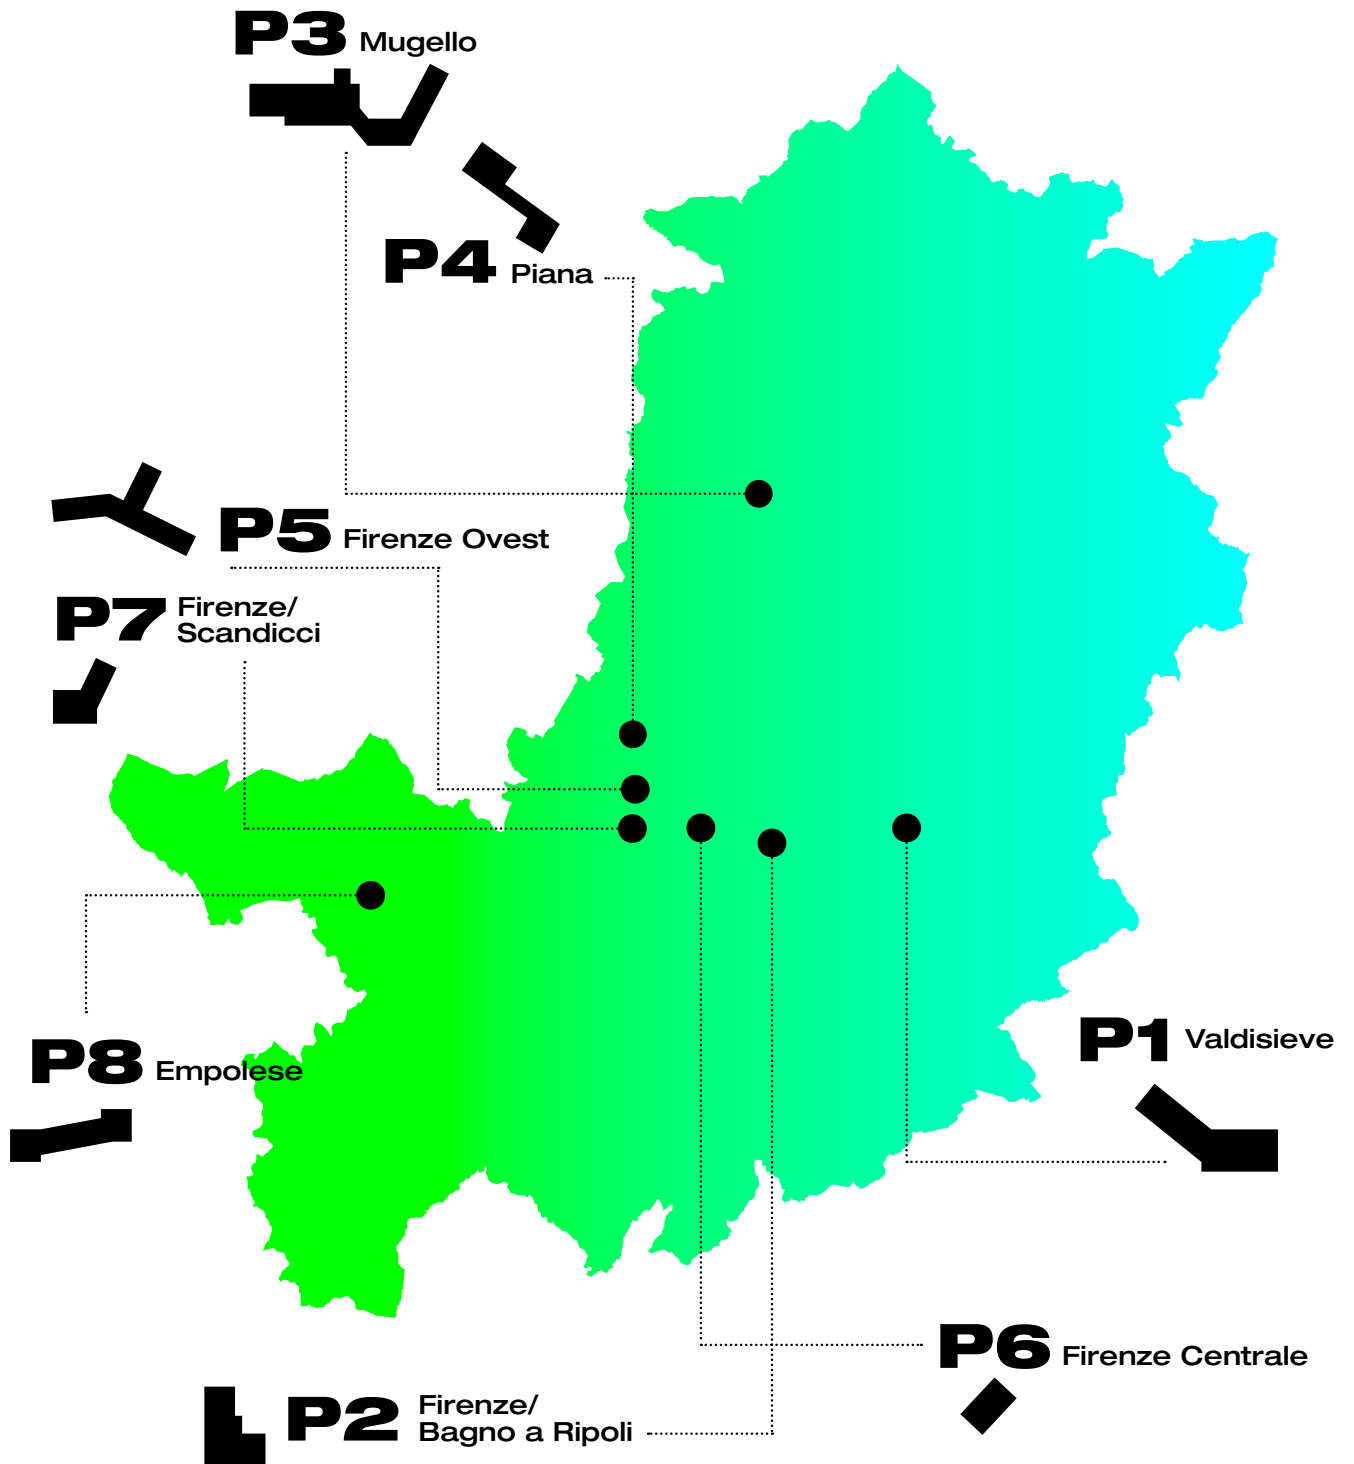 P3 Mugello
P4 Piana
P5 Firenze Ovest
P7 Firenze/
Scandicci
P8 Empolese
P1 Valdisieve
P6 Firenze Centrale
P2 Firenze/
Bagno a Ripoli